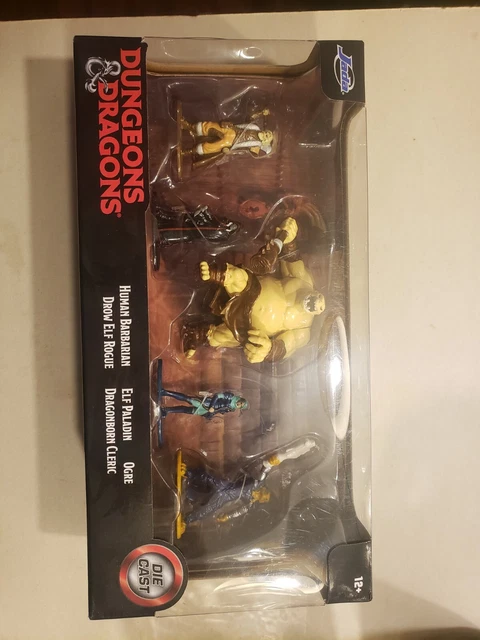 Jada
DUNGEONS
& DRAGONS®
HUMAN BARBARIAN ELF PALADIN OGRE
DROW ELF ROGUE DRAGONBORN CLERIC
DIE
CAST
12+